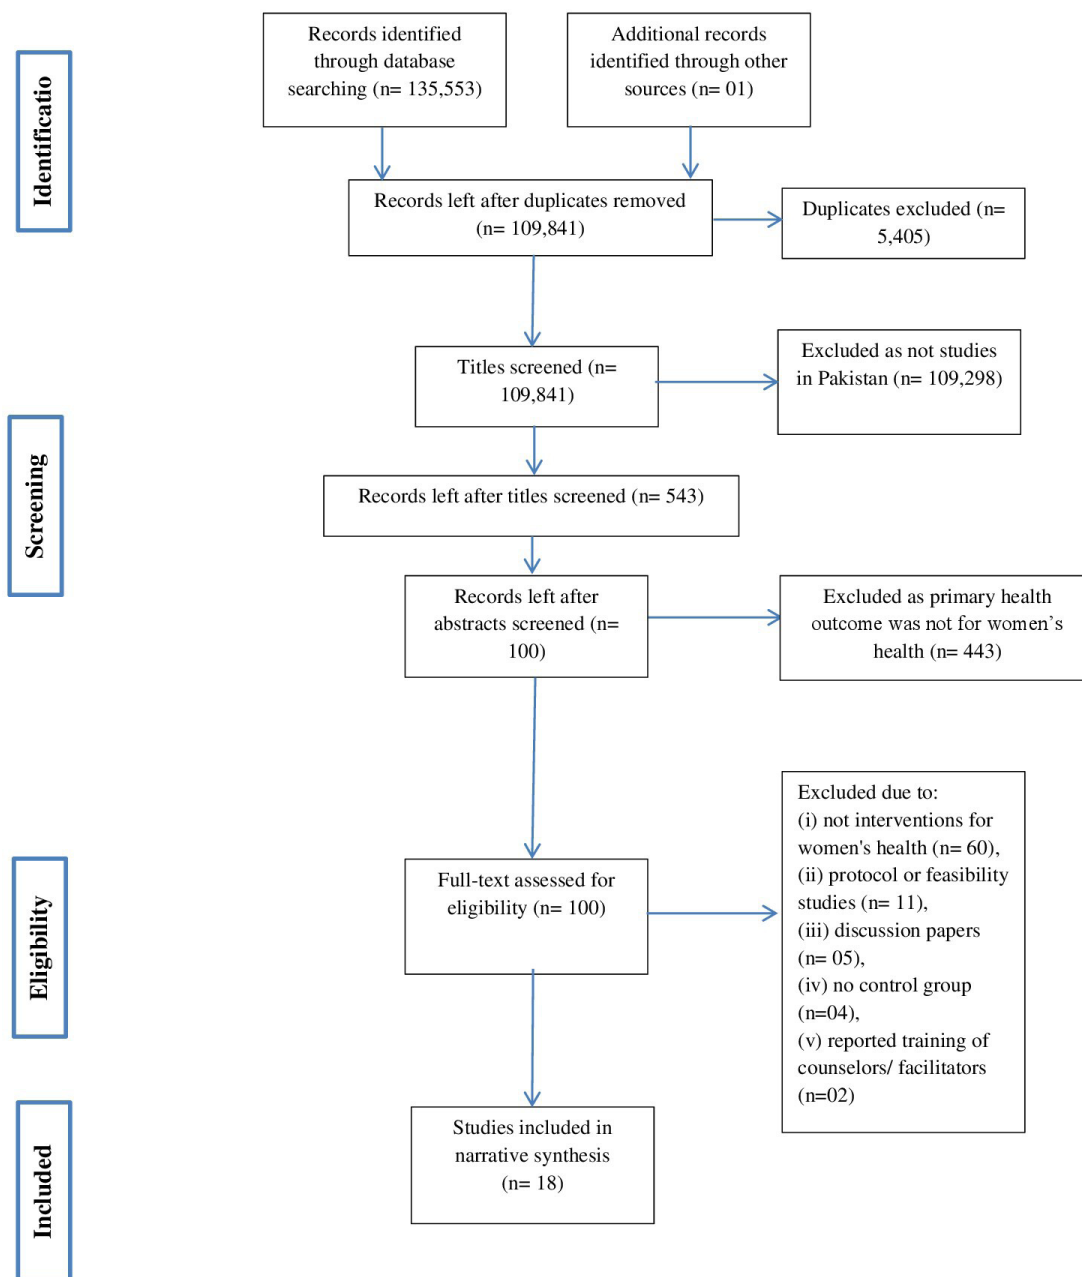 Records identified
through database
searching (n= 135,553)
Additional records
identified through other
sources (n= 01)
Identificatio
Records left after duplicates removed
(n= 109,841)
Duplicates excluded (n=
5,405)
Titles screened (n=
109,841)
Excluded as not studies
in Pakistan (n= 109,298)
Screening
Records left after titles screened (n= 543)
Records left after
abstracts screened (n=
100)
Excluded as primary health
outcome was not for women’s
health (n= 443)
Eligibility
Full-text assessed for
eligibility (n= 100)
Excluded due to:
(i) not interventions for
women's health (n= 60),
(ii) protocol or feasibility
studies (n= 11),
(iii) discussion papers
(n= 05),
(iv) no control group
(n=04),
(v) reported training of
counselors/ facilitators
(n=02)
Included
Studies included in
narrative synthesis
(n= 18)